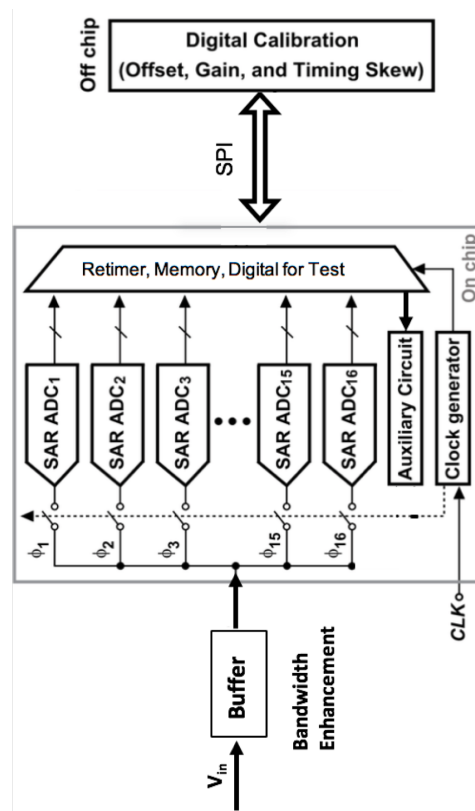 Off chip
Digital Calibration
(Offset, Gain, and Timing Skew)
SPI
On chip
Retimer, Memory, Digital for Test
SAR ADC1
SAR ADC2
SAR ADC3
SAR ADC15
SAR ADC16
Auxiliary Circuit
Clock generator
ϕ1
ϕ2
ϕ3
ϕ15
ϕ16
CLK
Buffer
Bandwidth
Enhancement
Vin